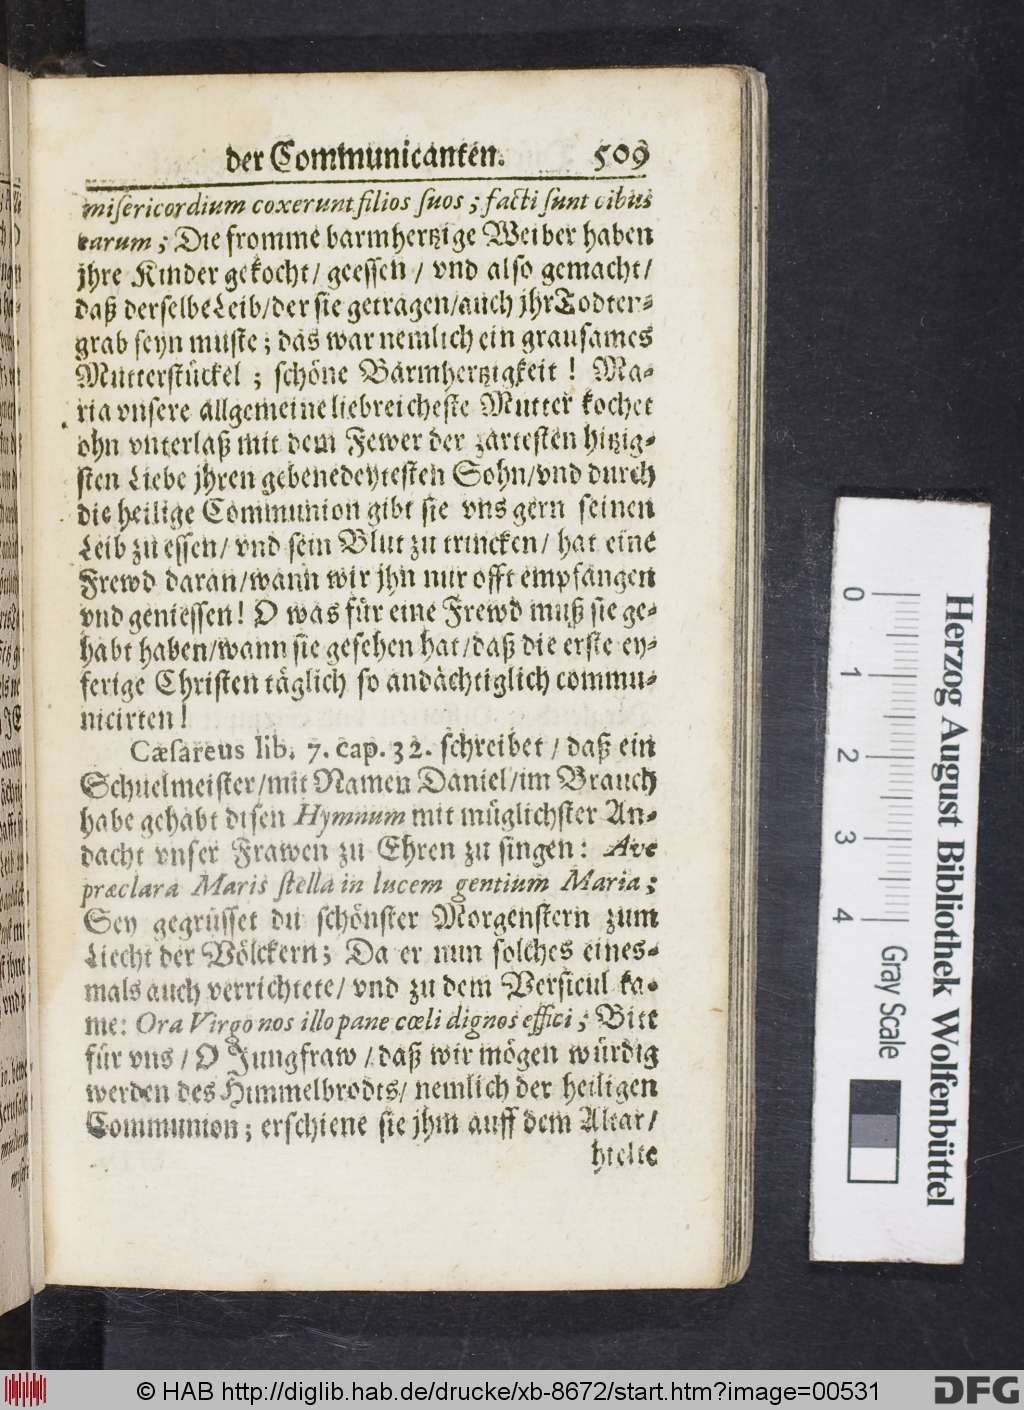 der Communicanten. 509
misericordium coxerunt filios suos; facti sunt cibus
earum; Die fromme barmhertzige Weiber haben
jhre Kinder gekocht/ geessen/ vnd also gemacht/
daß derselbe Leib/der sie getragen/auch jhr Todter-
grab seyn muste; das war nemlich ein grausames
Mutterstückel; schöne Barmhertzigkeit! Ma-
ria vnsere allgemeine liebreicheste Mutter kochet
ohn vnterlaß mit dem Fewer der zartesten hitzig-
sten Liebe jhren gebenedeytesten Sohn/vnd durch
die heilige Communion gibt sie vns gern seinen
Leib zu essen/ vnd sein Blut zu trincken/ hat eine
Frewd daran/wann wir jhn nur offt empfangen
vnd geniessen! O was für eine Frewd muß sie ge-
habt haben/wann sie gesehen hat/daß die erste ey-
ferige Christen täglich so andächtiglich commu-
nicirten!
Cæsareus lib. 7. cap. 32. schreibet/ daß ein
Schuelmeister/mit Namen Daniel/im Brauch
habe gehabt disen Hymnum mit müglichster An-
dacht vnser Frawen zu Ehren zu singen: Ave
præclara Maris stella in lucem gentium Maria;
Sey gegrüsset du schönster Morgenstern zum
Liecht der Völckern; Da er nun solches eines-
mals auch verrichtete/ vnd zu dem Versicul ka-
me: Ora Virgo nos illo pane cœli dignos effici; Bitt
für vns/ O Jungfraw/ daß wir mögen würdig
werden des Himmelbrodts/ nemlich der heiligen
Communion; erschiene sie jhm auff dem Altar/
hielte
0 1 2 3 4
Herzog August Bibliothek Wolfenbüttel
Gray Scale
© HAB http://diglib.hab.de/drucke/xb-8672/start.htm?image=00531
DFG